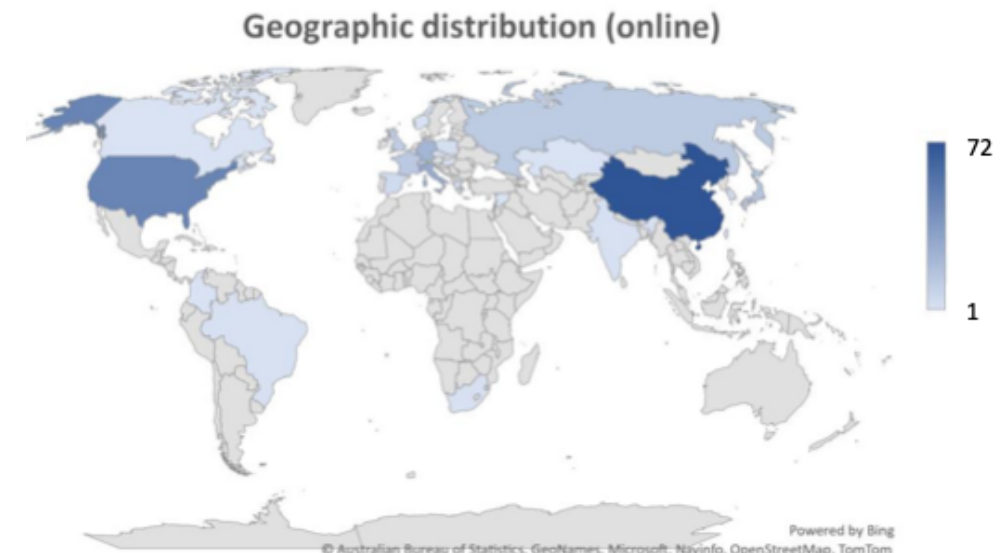 Geographic distribution (online)
72
1
Powered by Bing
© Australian Bureau of Statistics, GeoNames, Microsoft, Navinfo, OpenStreetMap, TomTom